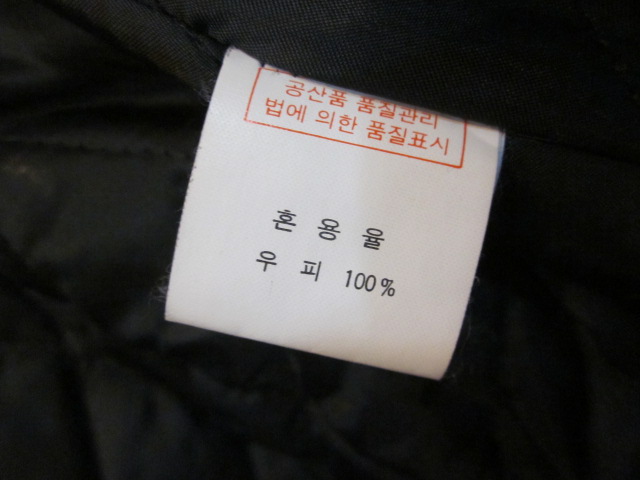 공산품 품질관리
법에 의한 품질표시
혼 용 율
우 피 100%